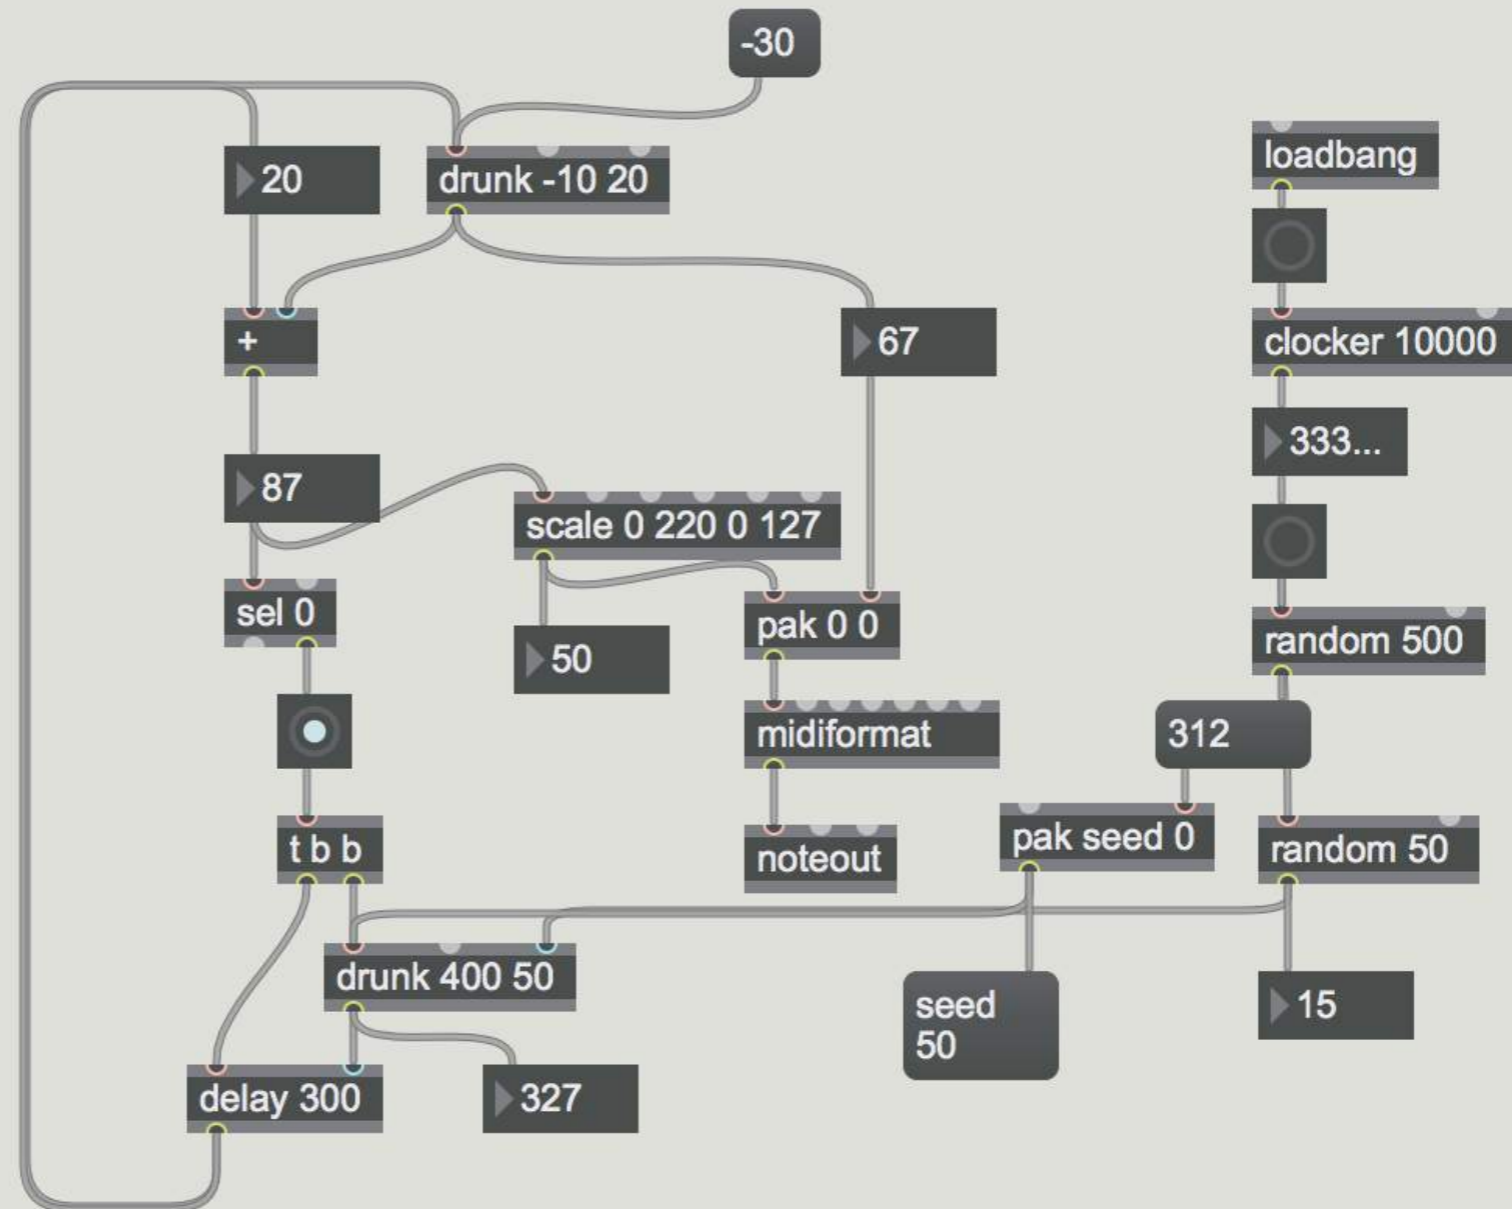 -30
loadbang
20
drunk -10 20
+
67
clocker 10000
333...
87
scale 0 220 0 127
sel 0
50
pak 0 0
random 500
midiformat
312
t b b
noteout
pak seed 0
random 50
drunk 400 50
seed
50
15
delay 300
327